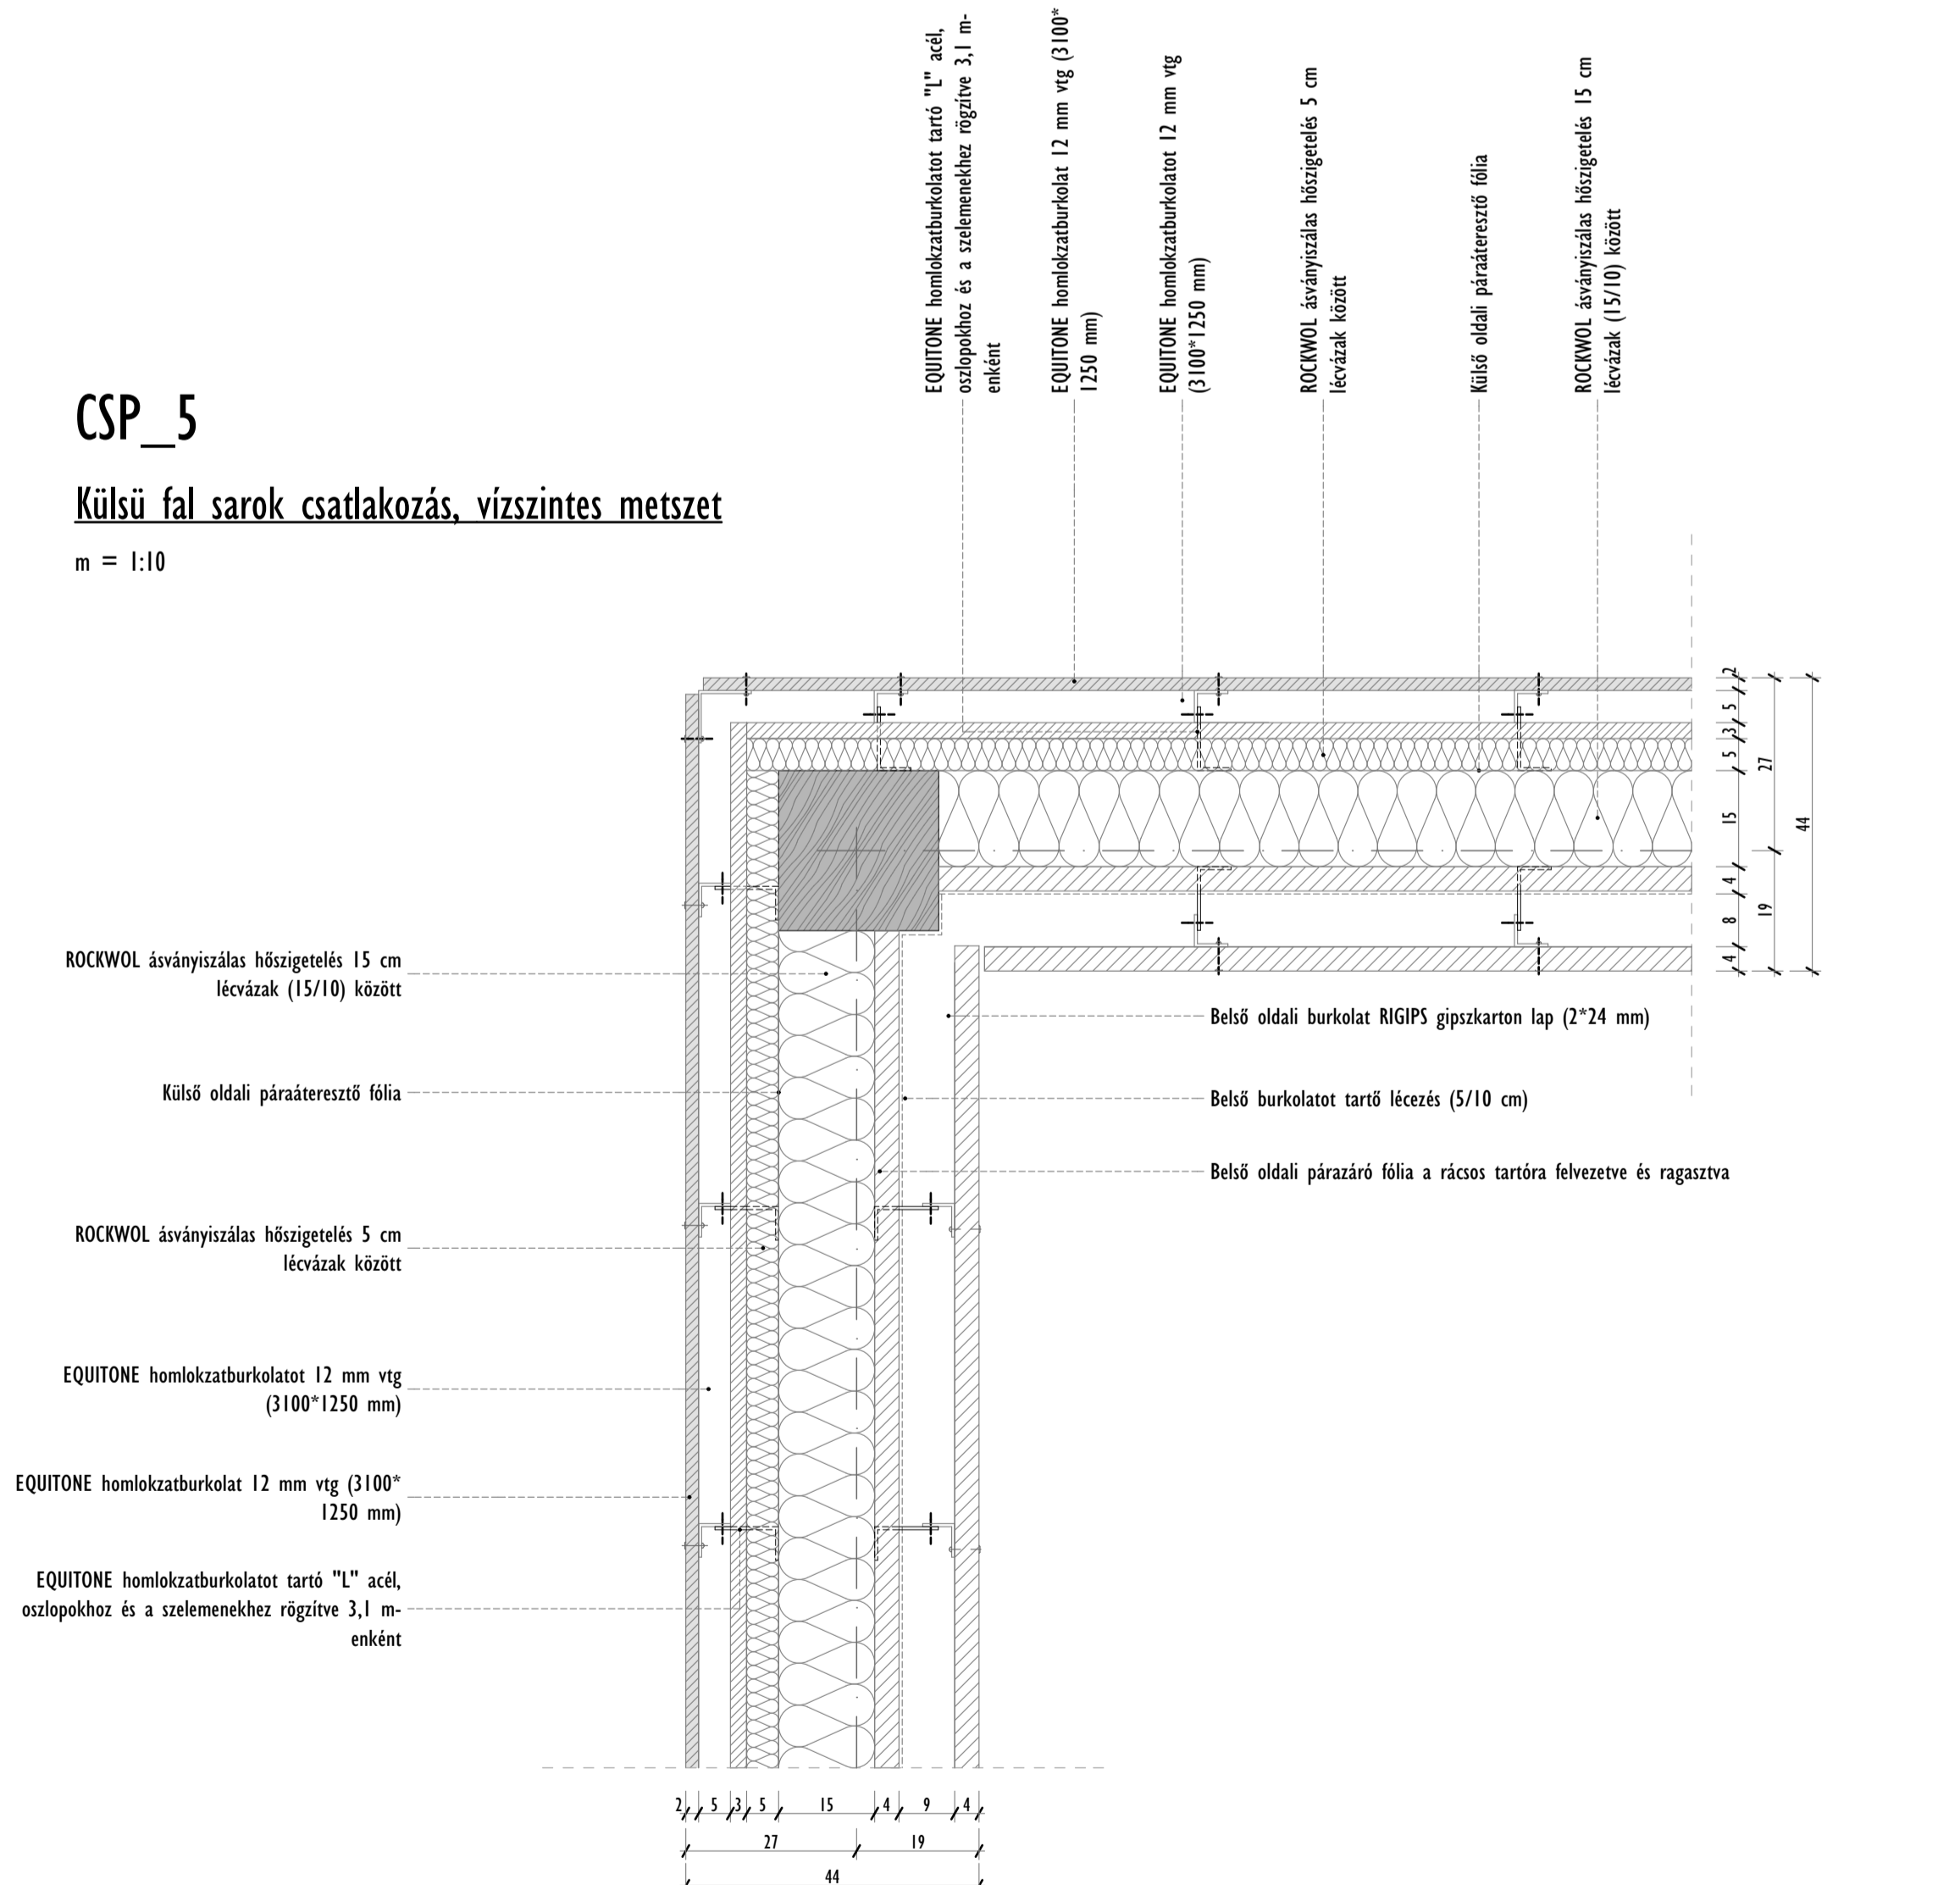 EQUITONE homlokzatburkolatot tartó "L" acél,
oszlopokhoz és a szelemenekhez rögzítve 3,1 m-
enként
EQUITONE homlokzatburkolat 12 mm vtg (3100*
1250 mm)
EQUITONE homlokzatburkolatot 12 mm vtg
(3100*1250 mm)
ROCKWOL ásványiszálas hőszigetelés 5 cm
lécvázak között
Külső oldali páraáteresztő fólia
ROCKWOL ásványiszálas hőszigetelés 15 cm
lécvázak (15/10) között
CSP_5
Külsü fal sarok csatlakozás, vízszintes metszet
m = 1:10
2
5
3
5
15
4
8
4
27
19
44
ROCKWOL ásványiszálas hőszigetelés 15 cm
lécvázak (15/10) között
Külső oldali páraáteresztő fólia
ROCKWOL ásványiszálas hőszigetelés 5 cm
lécvázak között
EQUITONE homlokzatburkolatot 12 mm vtg
(3100*1250 mm)
EQUITONE homlokzatburkolat 12 mm vtg (3100*
1250 mm)
EQUITONE homlokzatburkolatot tartó "L" acél,
oszlopokhoz és a szelemenekhez rögzítve 3,1 m-
enként
Belső oldali burkolat RIGIPS gipszkarton lap (2*24 mm)
Belső burkolatot tartő lécezés (5/10 cm)
Belső oldali párazáró fólia a rácsos tartóra felvezetve és ragasztva
2 5 3 5 15 4 9 4
27 19
44